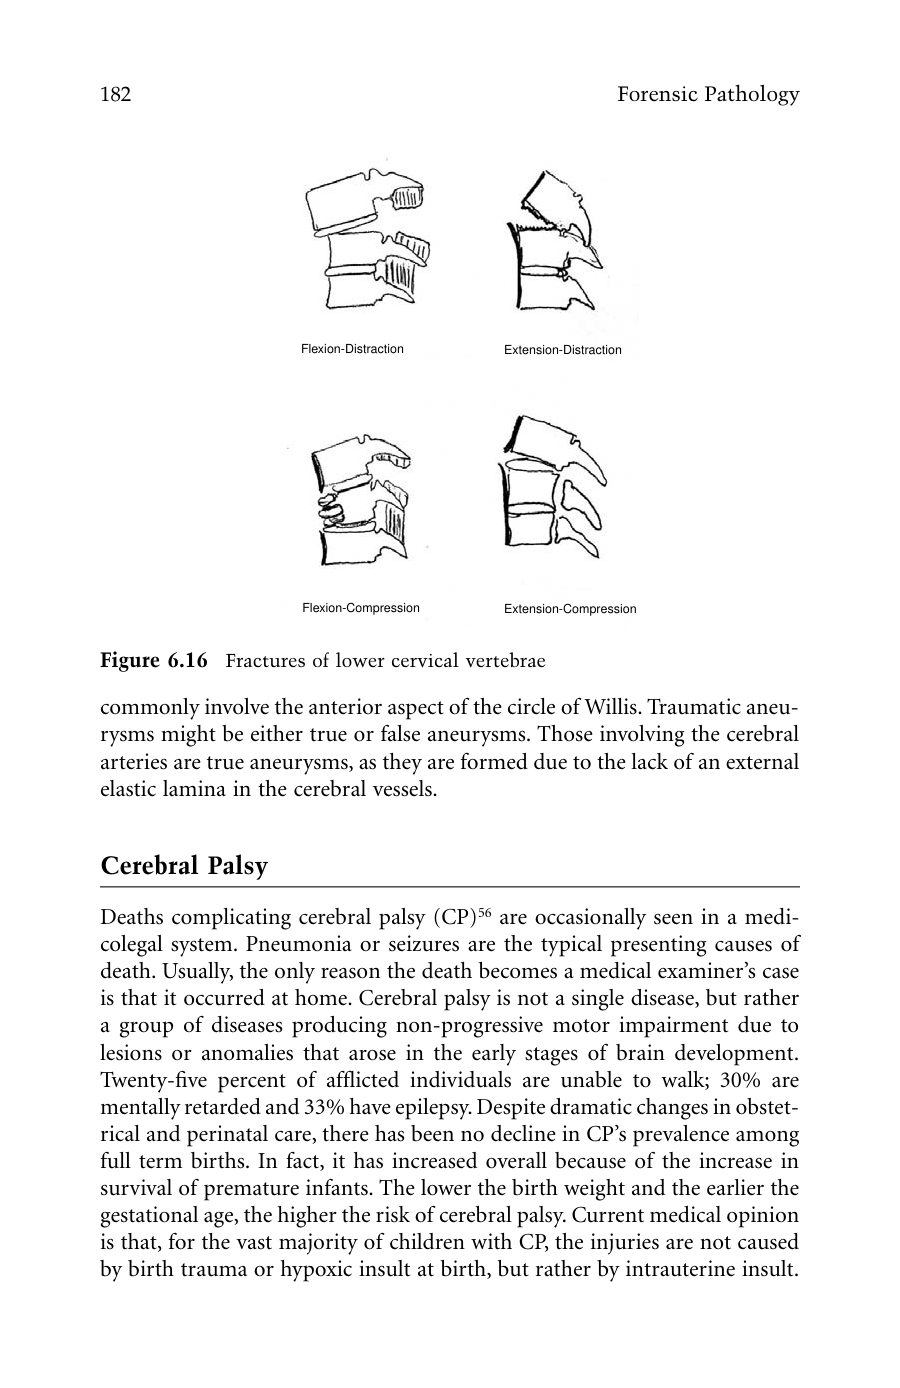 182
Forensic Pathology
Flexion-Distraction
Extension-Distraction
Flexion-Compression
Extension-Compression
Figure 6.16 Fractures of lower cervical vertebrae
commonly involve the anterior aspect of the circle of Willis. Traumatic aneu-
rysms might be either true or false aneurysms. Those involving the cerebral
arteries are true aneurysms, as they are formed due to the lack of an external
elastic lamina in the cerebral vessels.
Cerebral Palsy
Deaths complicating cerebral palsy (CP)56 are occasionally seen in a medi-
colegal system. Pneumonia or seizures are the typical presenting causes of
death. Usually, the only reason the death becomes a medical examiner’s case
is that it occurred at home. Cerebral palsy is not a single disease, but rather
a group of diseases producing non-progressive motor impairment due to
lesions or anomalies that arose in the early stages of brain development.
Twenty-five percent of afflicted individuals are unable to walk; 30% are
mentally retarded and 33% have epilepsy. Despite dramatic changes in obstet-
rical and perinatal care, there has been no decline in CP’s prevalence among
full term births. In fact, it has increased overall because of the increase in
survival of premature infants. The lower the birth weight and the earlier the
gestational age, the higher the risk of cerebral palsy. Current medical opinion
is that, for the vast majority of children with CP, the injuries are not caused
by birth trauma or hypoxic insult at birth, but rather by intrauterine insult.